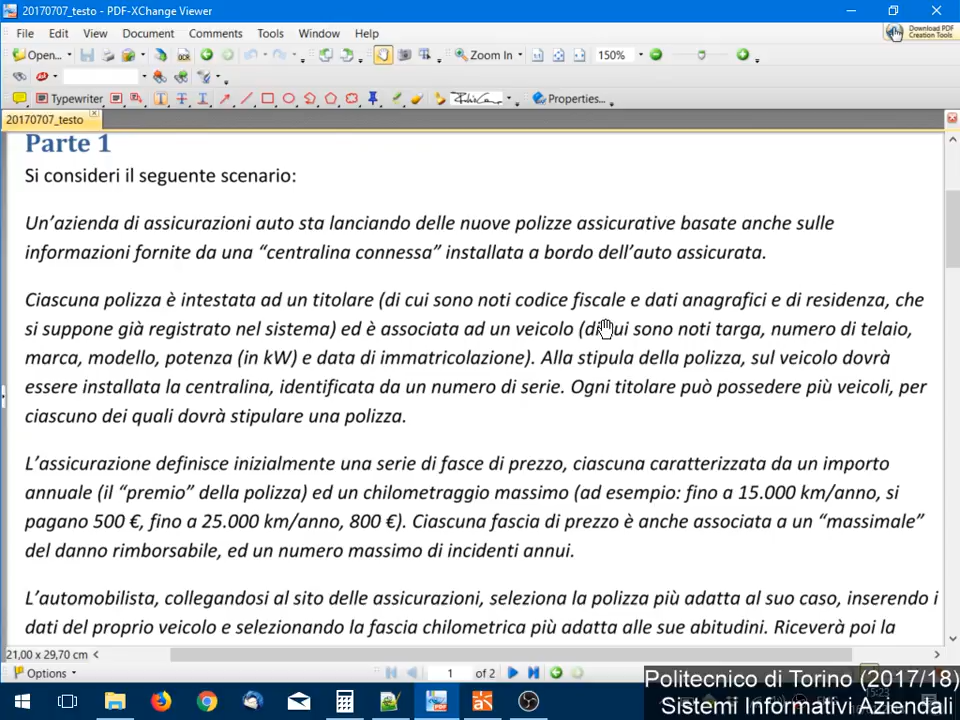 20170707_testo - PDF-XChange Viewer
File Edit View Document Comments Tools Window Help
Download PDF
Creation Tools
Open... OCR Zoom In 150%
Typewriter Properties...
20170707_testo
Parte 1
Si consideri il seguente scenario:
Un’azienda di assicurazioni auto sta lanciando delle nuove polizze assicurative basate anche sulle
informazioni fornite da una “centralina connessa” installata a bordo dell’auto assicurata.
Ciascuna polizza è intestata ad un titolare (di cui sono noti codice fiscale e dati anagrafici e di residenza, che
si suppone già registrato nel sistema) ed è associata ad un veicolo (di cui sono noti targa, numero di telaio,
marca, modello, potenza (in kW) e data di immatricolazione). Alla stipula della polizza, sul veicolo dovrà
essere installata la centralina, identificata da un numero di serie. Ogni titolare può possedere più veicoli, per
ciascuno dei quali dovrà stipulare una polizza.
L’assicurazione definisce inizialmente una serie di fasce di prezzo, ciascuna caratterizzata da un importo
annuale (il “premio” della polizza) ed un chilometraggio massimo (ad esempio: fino a 15.000 km/anno, si
pagano 500 €, fino a 25.000 km/anno, 800 €). Ciascuna fascia di prezzo è anche associata a un “massimale”
del danno rimborsabile, ed un numero massimo di incidenti annui.
L’automobilista, collegandosi al sito delle assicurazioni, seleziona la polizza più adatta al suo caso, inserendo i
dati del proprio veicolo e selezionando la fascia chilometrica più adatta alle sue abitudini. Riceverà poi la
21,00 x 29,70 cm
Options 1 of 2
Politecnico di Torino (2017/18)
Sistemi Informativi Aziendali